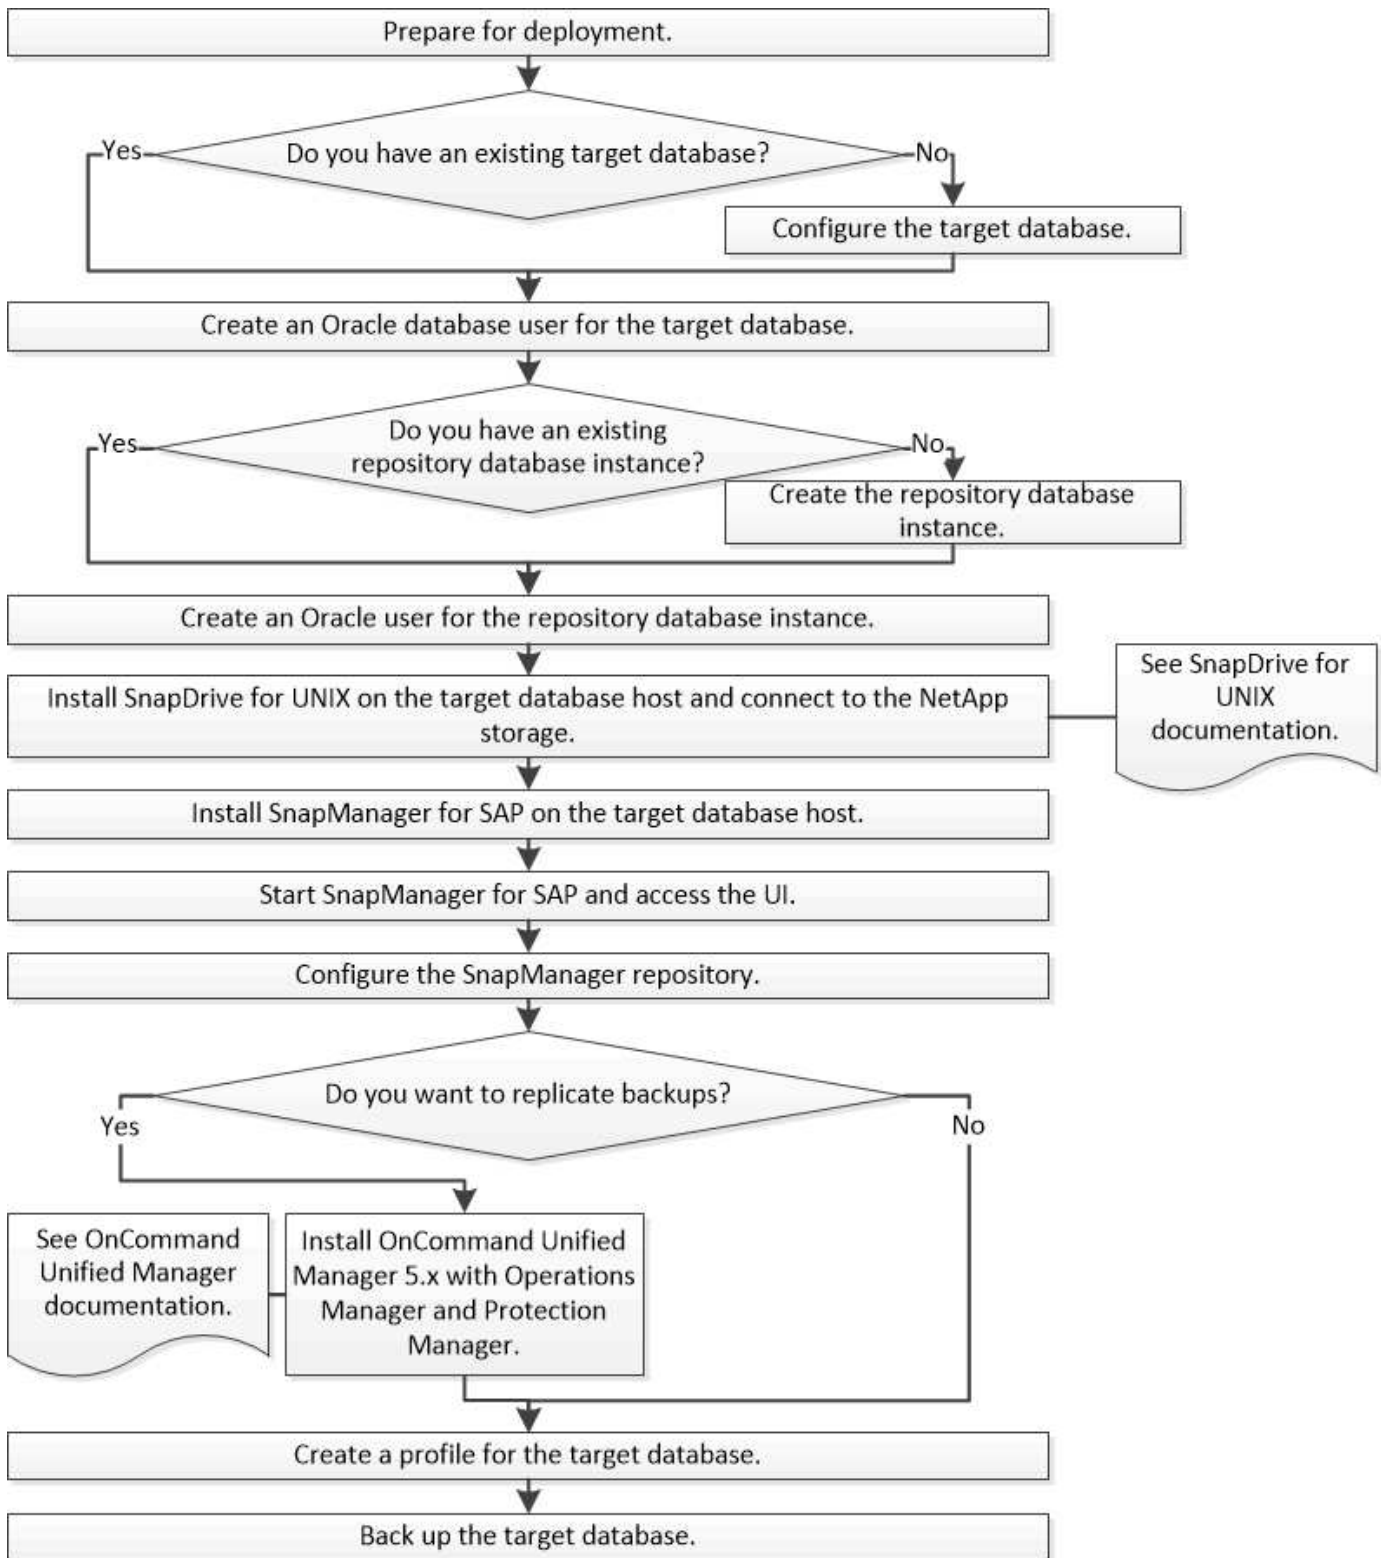 Prepare for deployment.
Do you have an existing target database?
Yes
No
Configure the target database.
Create an Oracle database user for the target database.
Do you have an existing
repository database instance?
Yes
No
Create the repository database
instance.
Create an Oracle user for the repository database instance.
Install SnapDrive for UNIX on the target database host and connect to the NetApp
storage.
See SnapDrive for
UNIX
documentation.
Install SnapManager for SAP on the target database host.
Start SnapManager for SAP and access the UI.
Configure the SnapManager repository.
Do you want to replicate backups?
Yes
No
See OnCommand
Unified Manager
documentation.
Install OnCommand Unified
Manager 5.x with Operations
Manager and Protection
Manager.
Create a profile for the target database.
Back up the target database.